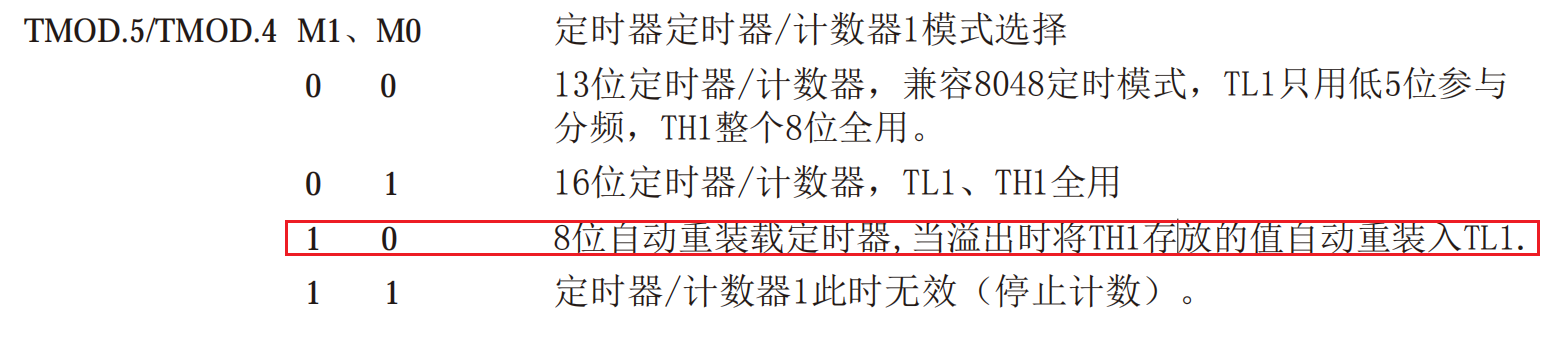 TMOD.5/TMOD.4 M1、M0 定时器定时器/计数器1模式选择
0 0 13位定时器/计数器，兼容8048定时模式，TL1只用低5位参与
分频，TH1整个8位全用。
0 1 16位定时器/计数器，TL1、TH1全用
1 0 8位自动重装载定时器,当溢出时将TH1存放的值自动重装入TL1.
1 1 定时器/计数器1此时无效（停止计数）。